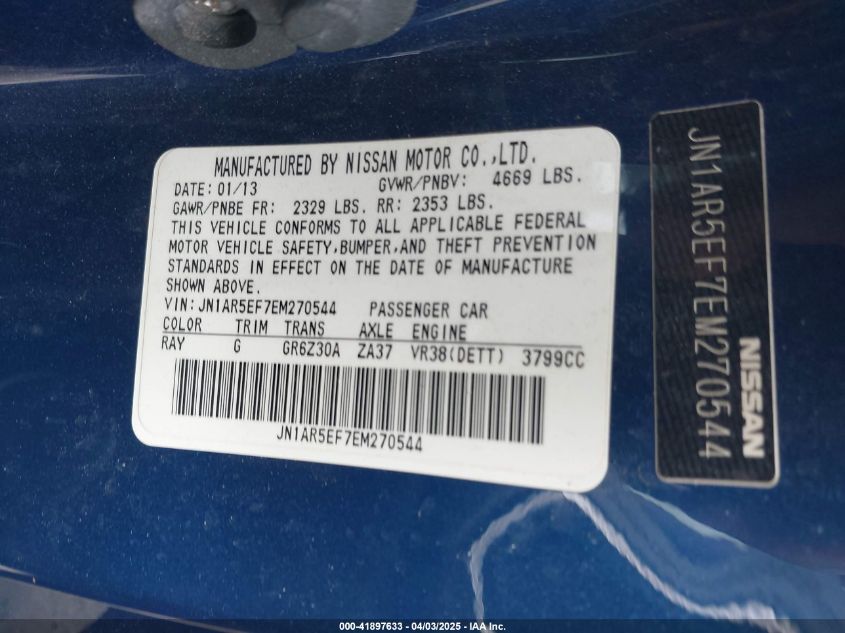 MANUFACTURED BY NISSAN MOTOR CO.,LTD.
DATE: 01/13 GVWR/PNBV: 4669 LBS.
GAWR/PNBE FR: 2329 LBS. RR: 2353 LBS.
THIS VEHICLE CONFORMS TO ALL APPLICABLE FEDERAL
MOTOR VEHICLE SAFETY,BUMPER,AND THEFT PREVENTION
STANDARDS IN EFFECT ON THE DATE OF MANUFACTURE
SHOWN ABOVE.
VIN:JN1AR5EF7EM270544 PASSENGER CAR
COLOR TRIM TRANS AXLE ENGINE
RAY G GR6Z30A ZA37 VR38(DETT) 3799CC
JN1AR5EF7EM270544
JN1AR5EF7EM270544
NISSAN
000-41897633 - 04/03/2025 - IAA Inc.